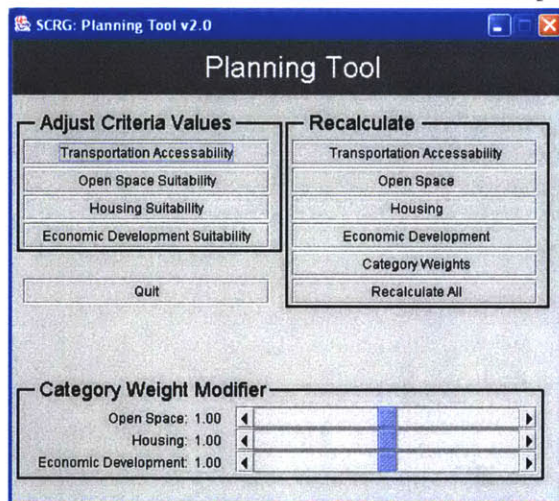 SCRG: Planning Tool v2.0
Planning Tool
Adjust Criteria Values
Transportation Accessability
Open Space Suitability
Housing Suitability
Economic Development Suitability
Quit
Recalculate
Transportation Accessability
Open Space
Housing
Economic Development
Category Weights
Recalculate All
Category Weight Modifier
Open Space: 1.00
Housing: 1.00
Economic Development: 1.00